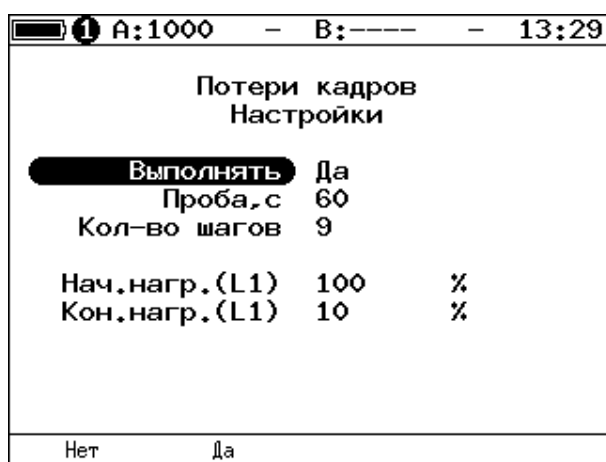 1 A:1000 – B:---- – 13:29
Потери кадров
Настройки
Выполнять Да
Проба,с 60
Кол-во шагов 9
Нач.нагр.(L1) 100 %
Кон.нагр.(L1) 10 %
Нет Да